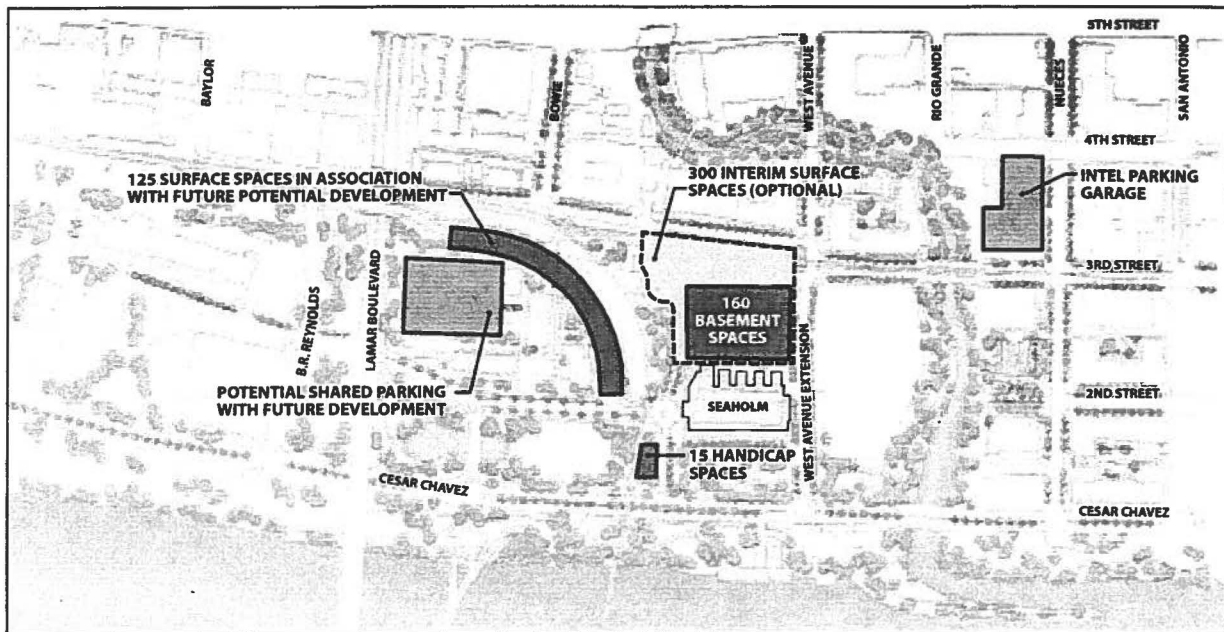 5TH STREET
BAYLOR
BOWIE
WEST AVENUE
RIO GRANDE
NUECES
SAN ANTONIO
4TH STREET
125 SURFACE SPACES IN ASSOCIATION
WITH FUTURE POTENTIAL DEVELOPMENT
300 INTERIM SURFACE
SPACES (OPTIONAL)
INTEL PARKING
GARAGE
3RD STREET
B.R. REYNOLDS
LAMAR BOULEVARD
160
BASEMENT
SPACES
WEST AVENUE EXTENSION
POTENTIAL SHARED PARKING
WITH FUTURE DEVELOPMENT
SEAHOLM
2ND STREET
15 HANDICAP
SPACES
CESAR CHAVEZ
CESAR CHAVEZ